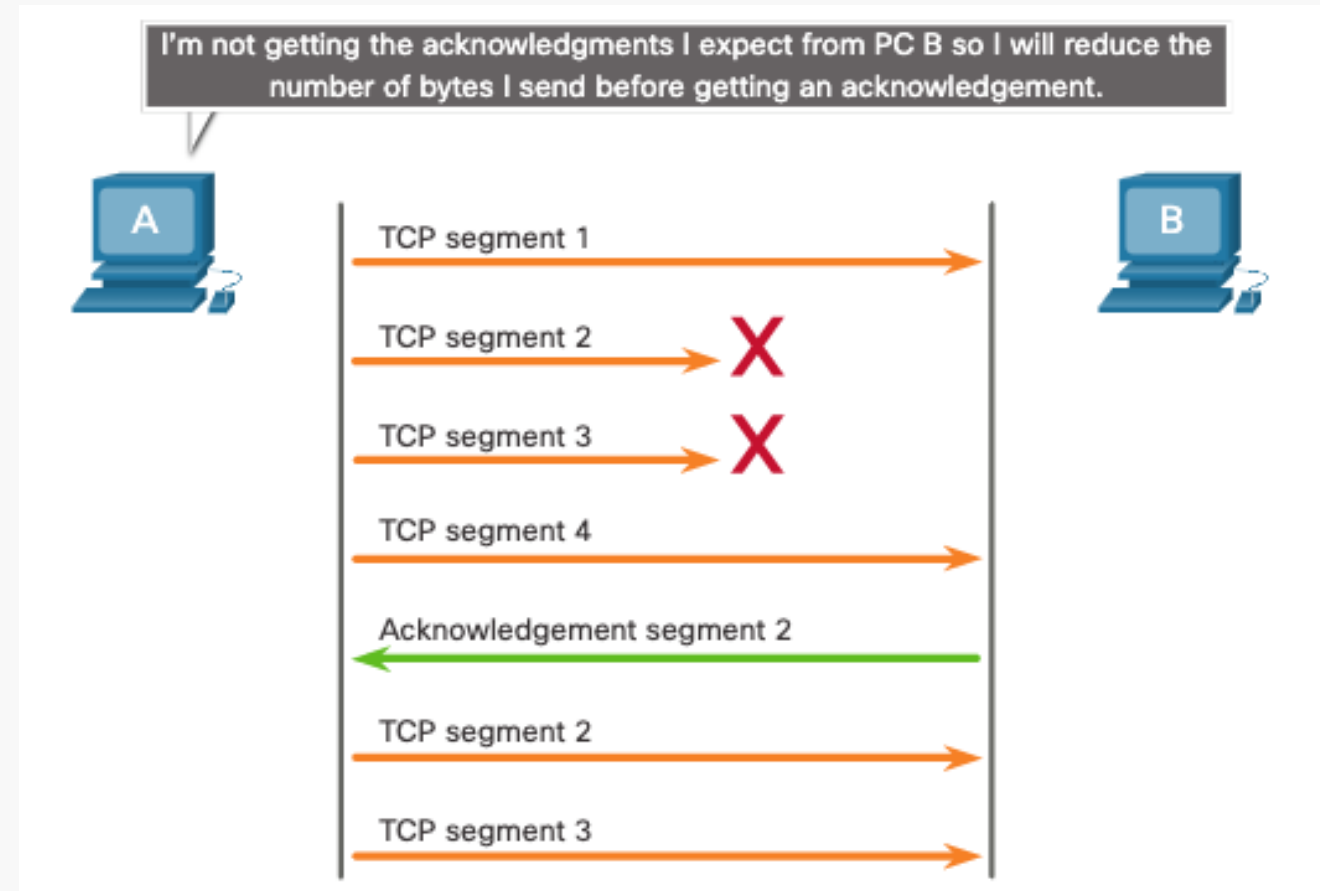 I'm not getting the acknowledgments I expect from PC B so I will reduce the
number of bytes I send before getting an acknowledgement.
A
B
TCP segment 1
TCP segment 2
X
TCP segment 3
X
TCP segment 4
Acknowledgement segment 2
TCP segment 2
TCP segment 3